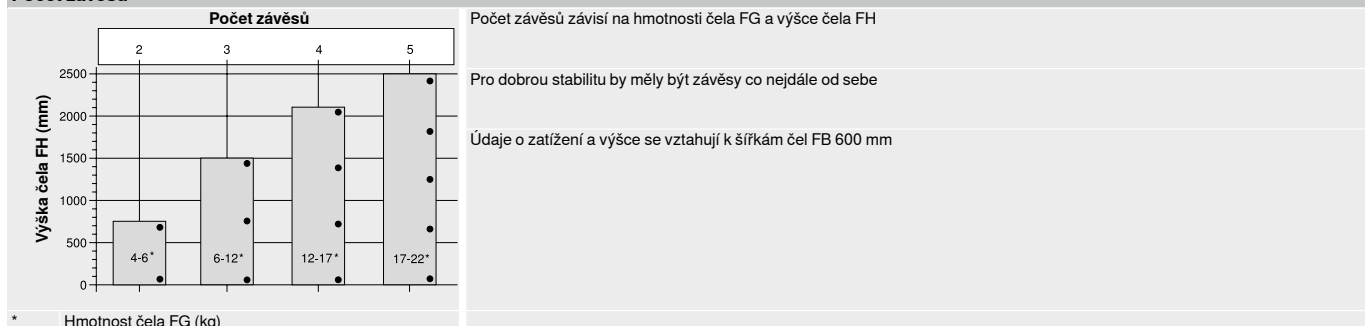 Počet závěsů
2 3 4 5
2500
2000
1500
1000
500
0
Výška čela FH (mm)
4-6* 6-12* 12-17* 17-22*
* Hmotnost čela FG (kg)
Počet závěsů závisí na hmotnosti čela FG a výšce čela FH
Pro dobrou stabilitu by měly být závěsy co nejdále od sebe
Údaje o zatížení a výšce se vztahují k šířkám čel FB 600 mm